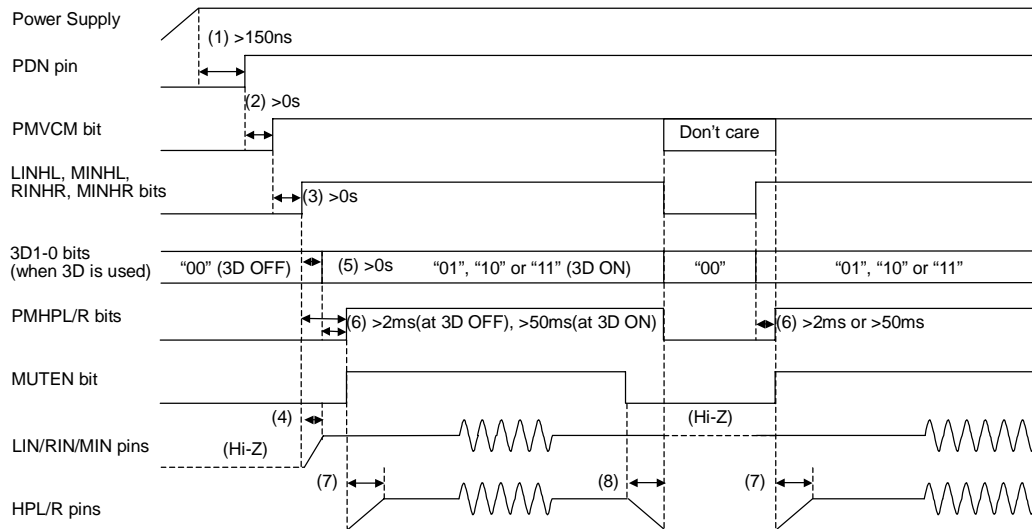 Power Supply
(1) >150ns
PDN pin
(2) >0s
PMVCM bit
Don't care
LINHL, MINHL,
RINHR, MINHR bits
(3) >0s
3D1-0 bits
(when 3D is used)
“00” (3D OFF)
(5) >0s
“01”, “10” or “11” (3D ON)
“00”
“01”, “10” or “11”
PMHPL/R bits
(6) >2ms(at 3D OFF), >50ms(at 3D ON)
(6) >2ms or >50ms
MUTEN bit
(4)
(Hi-Z)
(Hi-Z)
LIN/RIN/MIN pins
(7)
(8)
(7)
HPL/R pins